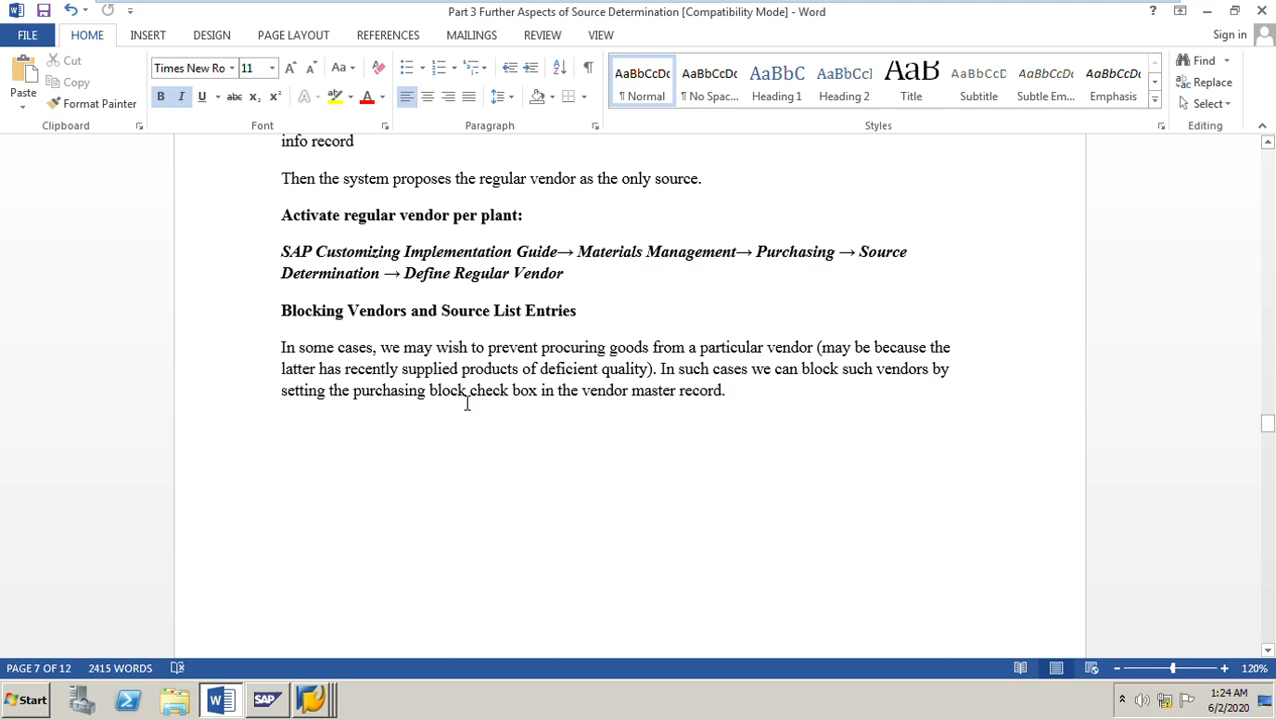 Part 3 Further Aspects of Source Determination [Compatibility Mode] - Word
FILE HOME INSERT DESIGN PAGE LAYOUT REFERENCES MAILINGS REVIEW VIEW Sign in
Paste
Cut
Copy
Format Painter
Clipboard
Times New Ro 11
Font
Paragraph
AaBbCcDc AaBbCcDc AaBbC AaBbCcD AaB AaBbCcD AaBbCcDc AaBbCcDc
¶ Normal ¶ No Spac... Heading 1 Heading 2 Title Subtitle Subtle Em... Emphasis
Styles
Find
Replace
Select
Editing
info record
Then the system proposes the regular vendor as the only source.
Activate regular vendor per plant:
SAP Customizing Implementation Guide→ Materials Management→ Purchasing → Source
Determination → Define Regular Vendor
Blocking Vendors and Source List Entries
In some cases, we may wish to prevent procuring goods from a particular vendor (may be because the
latter has recently supplied products of deficient quality). In such cases we can block such vendors by
setting the purchasing block check box in the vendor master record.
PAGE 7 OF 12 2415 WORDS 120%
Start
SAP
1:24 AM
6/2/2020